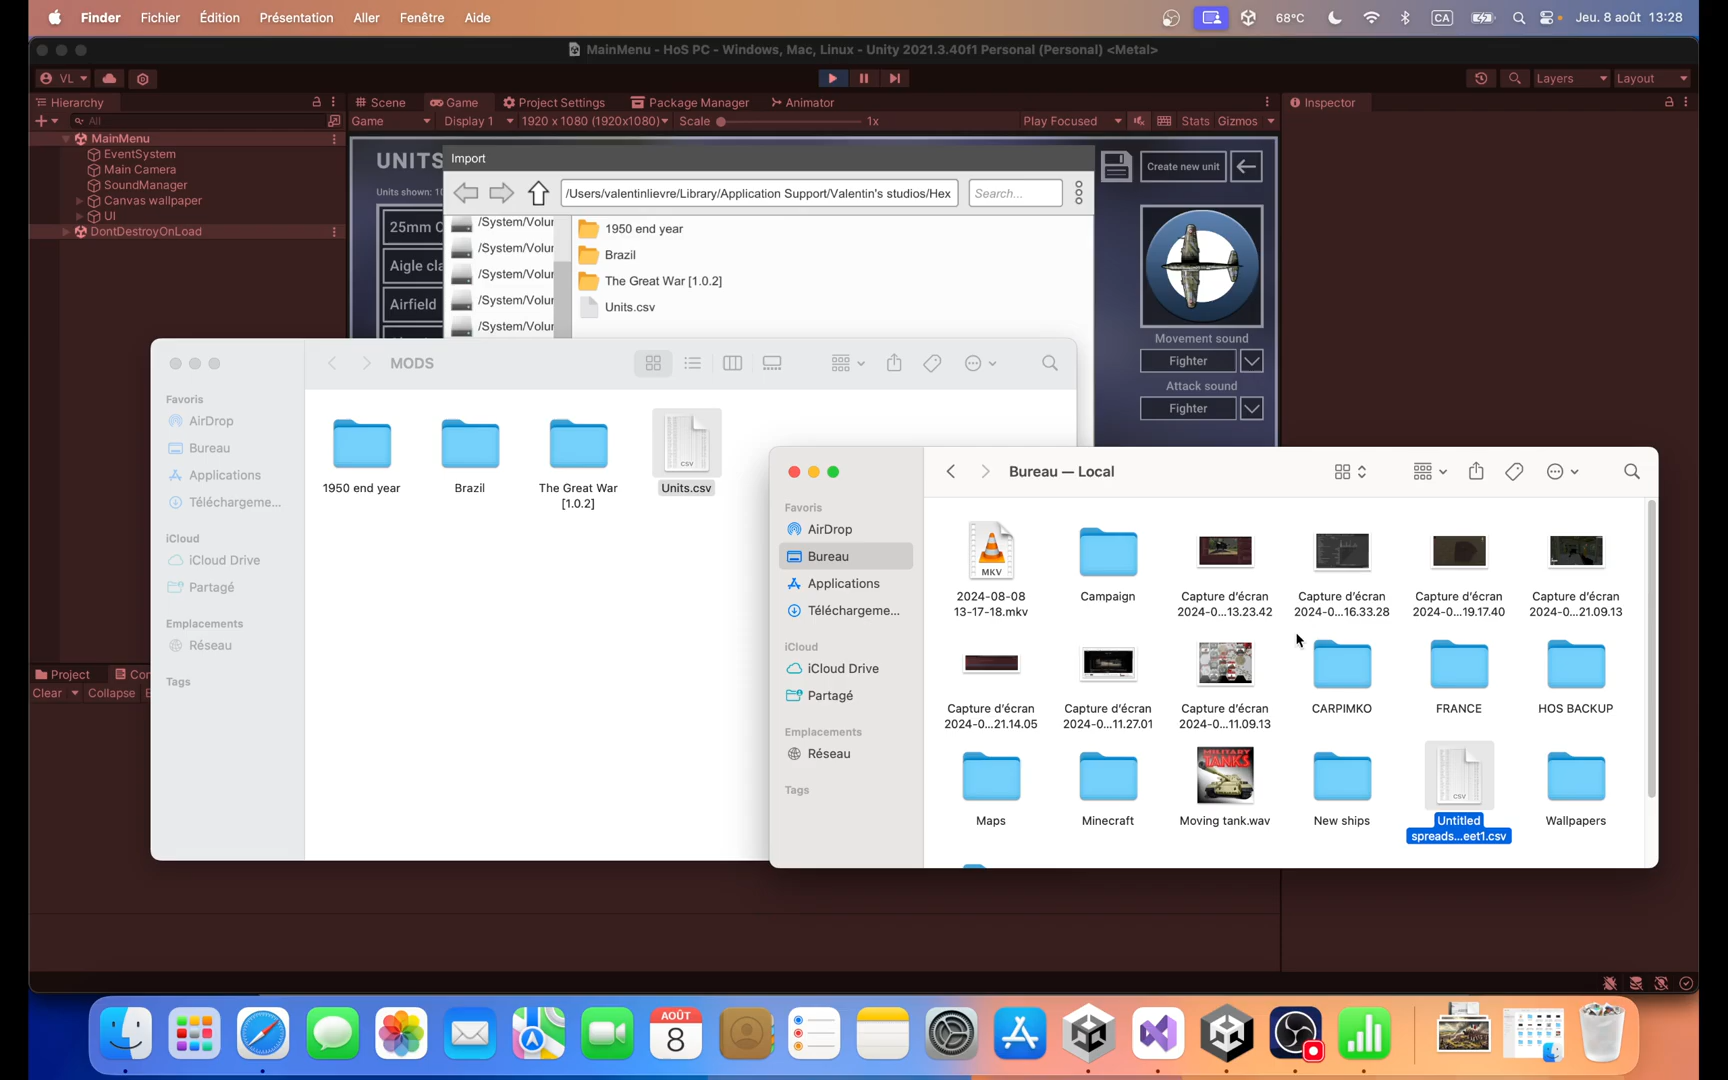 Finder Fichier Édition Présentation Aller Fenêtre Aide
68°C CA Jeu. 8 août 13:28
MainMenu - HoS PC - Windows, Mac, Linux - Unity 2021.3.40f1 Personal (Personal) <Metal>
VL Layers Layout
Hierarchy Scene Game Project Settings Package Manager Animator Inspector
All Game Display 1 1920 x 1080 (1920x1080) Scale 1x Play Focused Stats Gizmos
MainMenu
EventSystem
Main Camera
SoundManager
Canvas wallpaper
UI
DontDestroyOnLoad
UNITS
Units shown: 10
25mm
Aigle cla
Airfield
Import
/Users/valentinlievre/Library/Application Support/Valentin's studios/Hex
Search...
/System/Volur
/System/Volur
/System/Volur
/System/Volur
/System/Volur
1950 end year
Brazil
The Great War [1.0.2]
Units.csv
Create new unit
Movement sound
Fighter
Attack sound
Fighter
MODS
Favoris
AirDrop
Bureau
Applications
Téléchargeme...
iCloud
iCloud Drive
Partagé
Emplacements
Réseau
Tags
1950 end year
Brazil
The Great War
[1.0.2]
Units.csv
Project Con
Clear Collapse E
Bureau — Local
Favoris
AirDrop
Bureau
Applications
Téléchargeme...
iCloud
iCloud Drive
Partagé
Emplacements
Réseau
Tags
MKV
2024-08-08
13-17-18.mkv
Campaign
Capture d'écran
2024-0...13.23.42
Capture d'écran
2024-0...16.33.28
Capture d'écran
2024-0...19.17.40
Capture d'écran
2024-0...21.09.13
Capture d'écran
2024-0...21.14.05
Capture d'écran
2024-0...11.27.01
Capture d'écran
2024-0...11.09.13
CARPIMKO
FRANCE
HOS BACKUP
Maps
Minecraft
MILITARY
TANKS
Moving tank.wav
New ships
CSV
Untitled
spreads...eet1.csv
Wallpapers
CSV
AOÛT
8